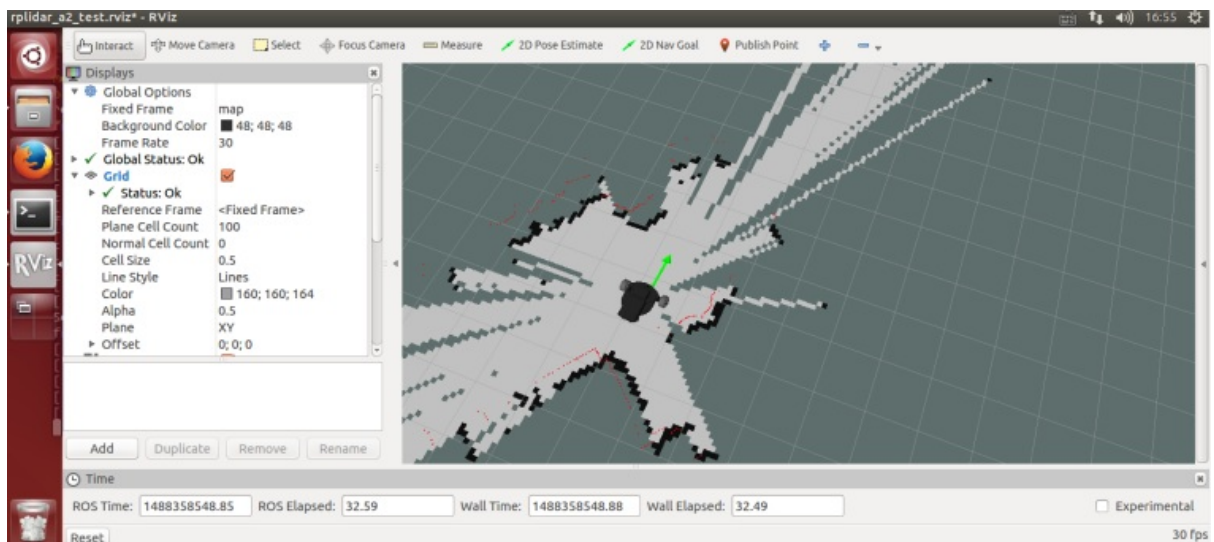 rplidar_a2_test.rviz* - RViz 16:55
Interact Move Camera Select Focus Camera Measure 2D Pose Estimate 2D Nav Goal Publish Point
Displays
Global Options
Fixed Frame map
Background Color 48; 48; 48
Frame Rate 30
Global Status: Ok
Grid
Status: Ok
Reference Frame <Fixed Frame>
Plane Cell Count 100
Normal Cell Count 0
Cell Size 0.5
Line Style Lines
Color 160; 160; 164
Alpha 0.5
Plane XY
Offset 0; 0; 0
RViz
Add Duplicate Remove Rename
Time
ROS Time: 1488358548.85 ROS Elapsed: 32.59 Wall Time: 1488358548.88 Wall Elapsed: 32.49 Experimental
Reset 30 fps